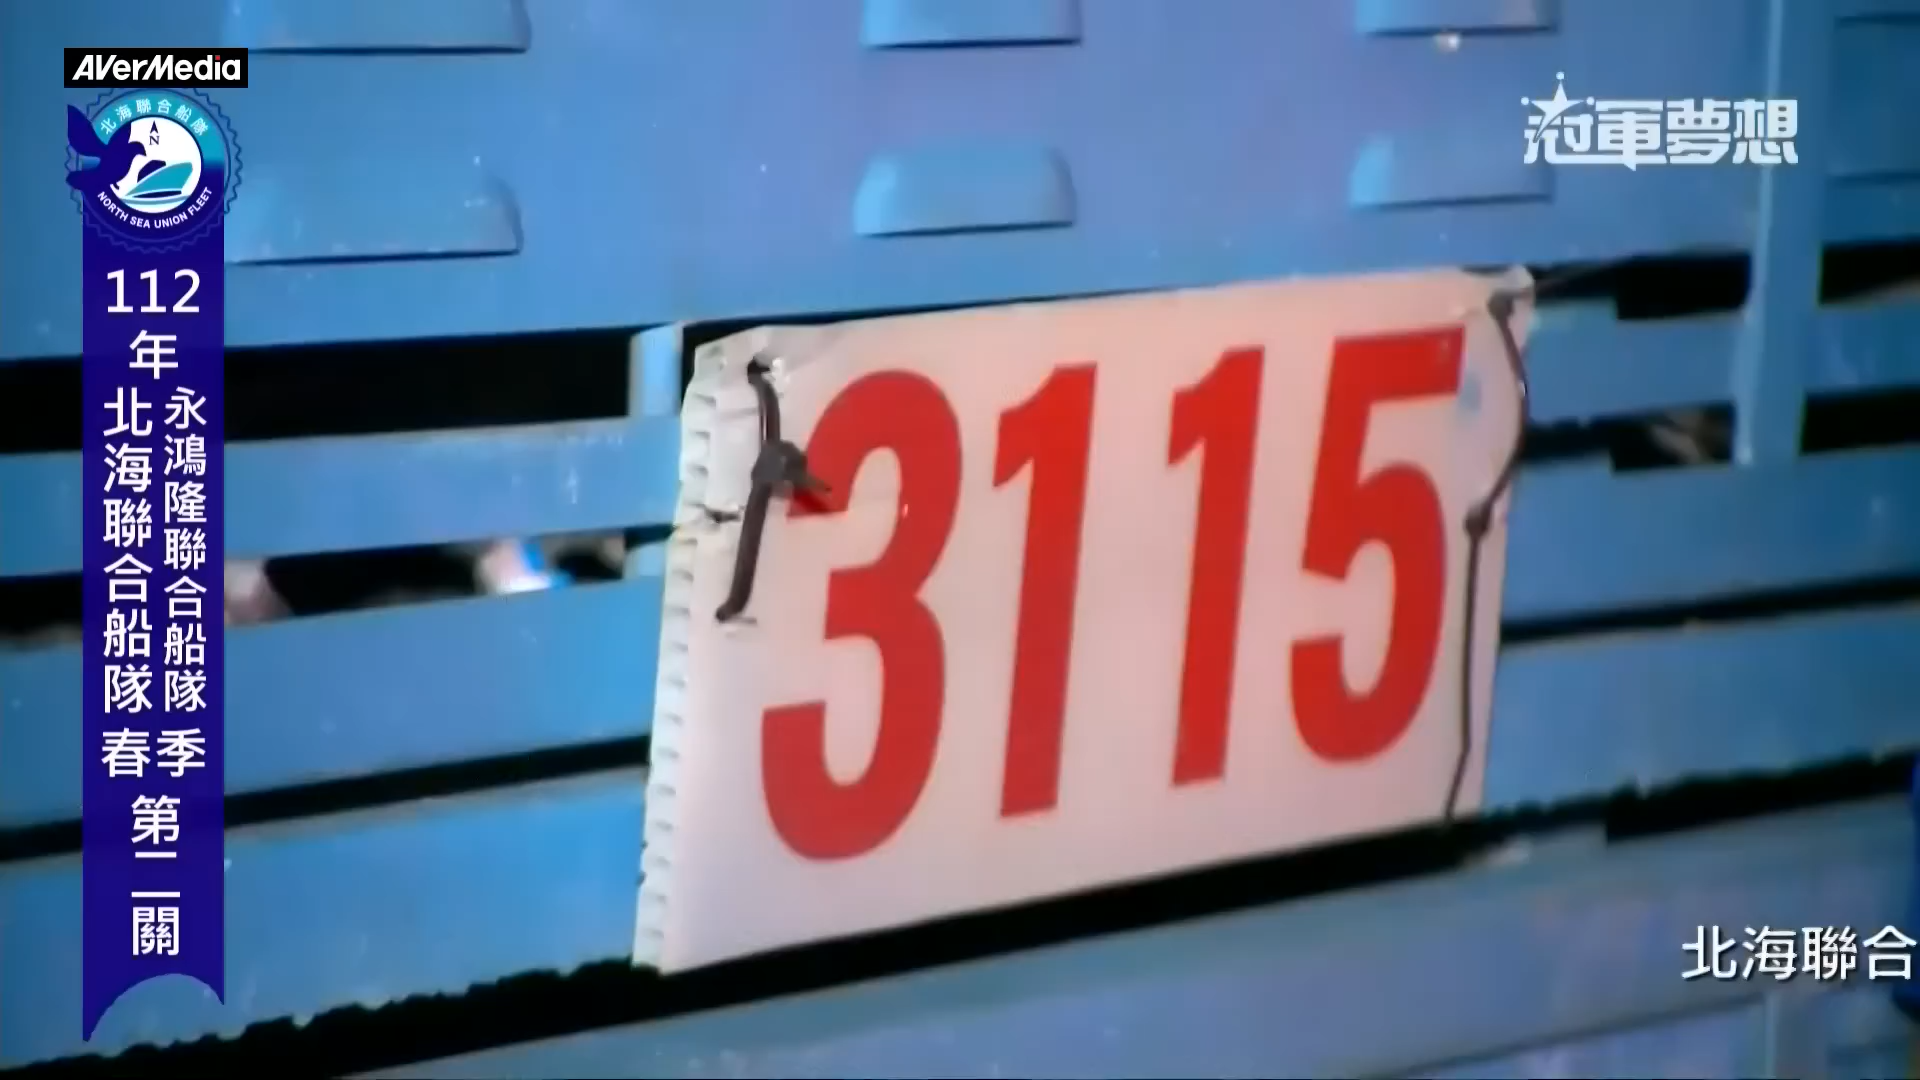 AVerMedia
北海聯合船隊
N
NORTH SEA UNION FLEET
112
年
永鴻隆聯合船隊
北海聯合船隊
春季
第二關
冠軍夢想
3115
北海聯合